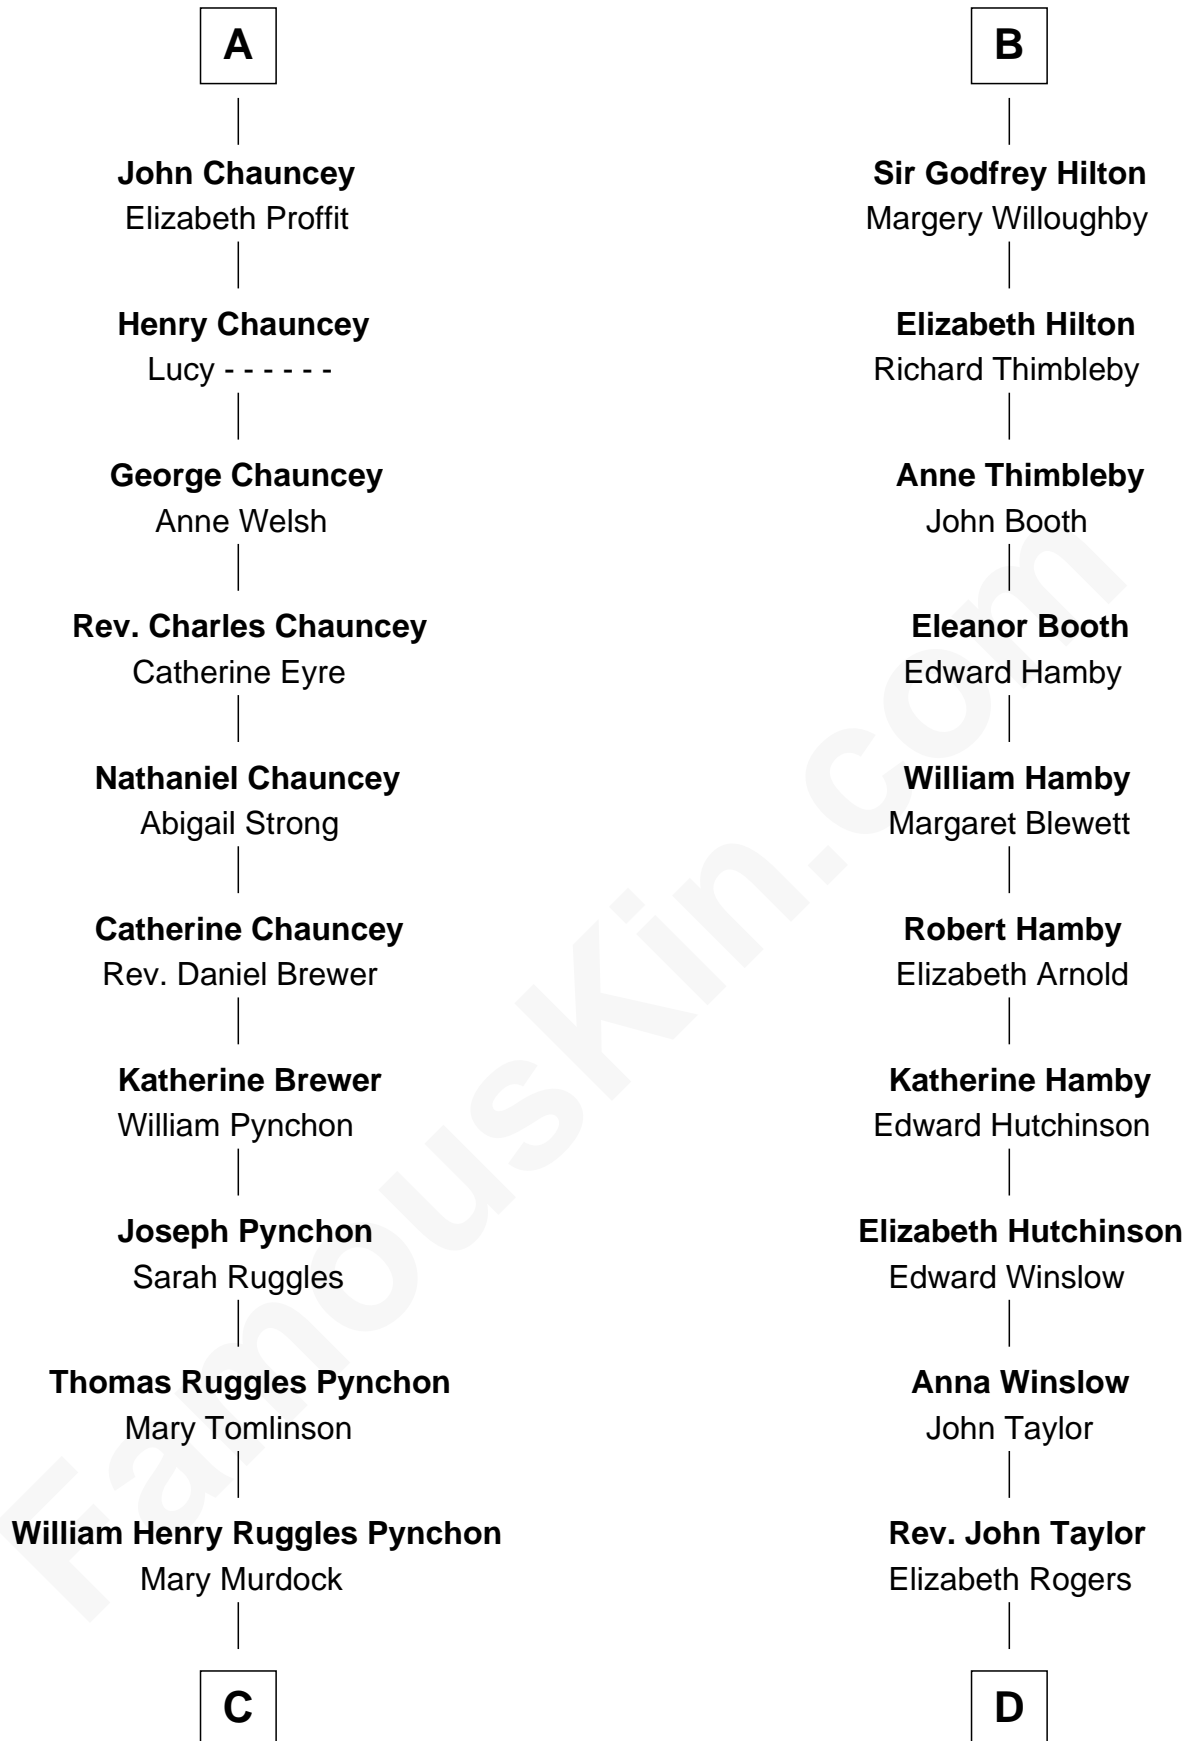 A
John Chauncey
Elizabeth Proffit
Henry Chauncey
Lucy - - - - - -
George Chauncey
Anne Welsh
Rev. Charles Chauncey
Catherine Eyre
Nathaniel Chauncey
Abigail Strong
Catherine Chauncey
Rev. Daniel Brewer
Katherine Brewer
William Pynchon
Joseph Pynchon
Sarah Ruggles
Thomas Ruggles Pynchon
Mary Tomlinson
William Henry Ruggles Pynchon
Mary Murdock
C
B
Sir Godfrey Hilton
Margery Willoughby
Elizabeth Hilton
Richard Thimbleby
Anne Thimbleby
John Booth
Eleanor Booth
Edward Hamby
William Hamby
Margaret Blewett
Robert Hamby
Elizabeth Arnold
Katherine Hamby
Edward Hutchinson
Elizabeth Hutchinson
Edward Winslow
Anna Winslow
John Taylor
Rev. John Taylor
Elizabeth Rogers
D
FamousKin.com